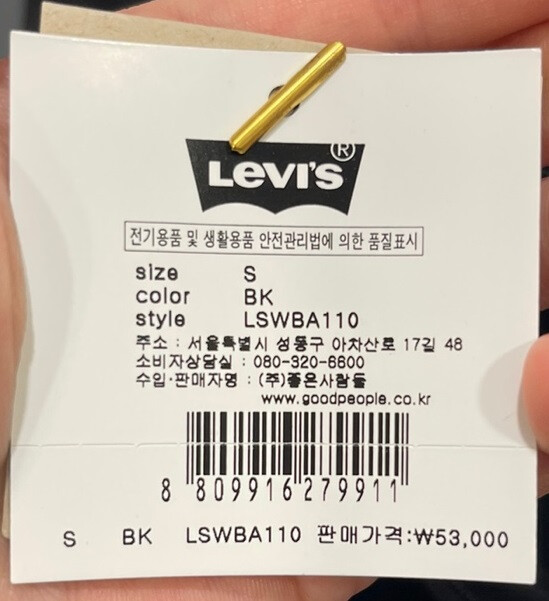 Levi's ®
전기용품 및 생활용품 안전관리법에 의한 품질표시
size S
color BK
style LSWBA110
주소 : 서울특별시 성동구 아차산로 17길 48
소비자상담실 : 080-320-6600
수입·판매자명 : (주)좋은사람들
www.goodpeople.co.kr
8 809916 279911
S BK LSWBA110 판매가격:₩53,000